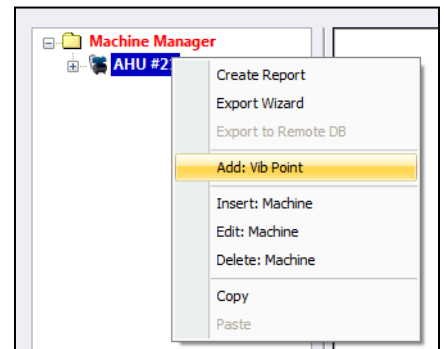 Machine Manager
AHU #2
Create Report
Export Wizard
Export to Remote DB
Add: Vib Point
Insert: Machine
Edit: Machine
Delete: Machine
Copy
Paste